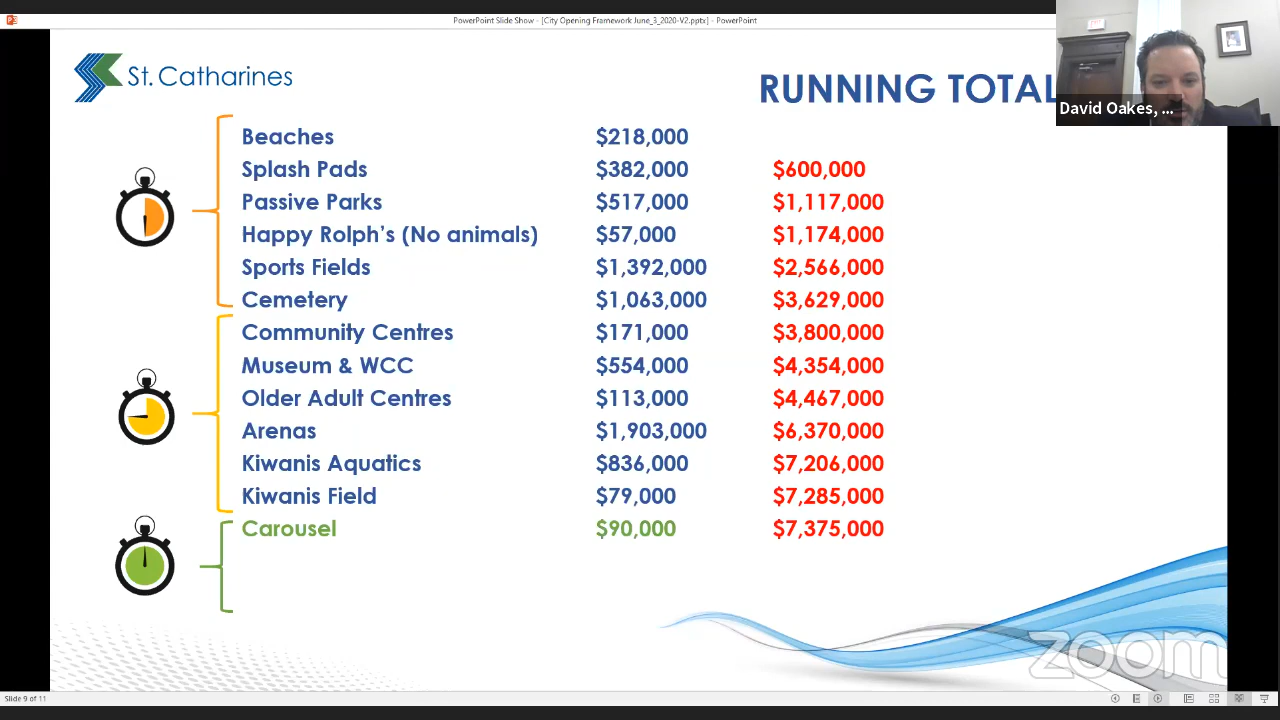 PowerPoint Slide Show - [City Opening Framework June_3_2020-V2.pptx] - PowerPoint
St. Catharines
RUNNING TOTAL
David Oakes, ...
Beaches $218,000
Splash Pads $382,000 $600,000
Passive Parks $517,000 $1,117,000
Happy Rolph's (No animals) $57,000 $1,174,000
Sports Fields $1,392,000 $2,566,000
Cemetery $1,063,000 $3,629,000
Community Centres $171,000 $3,800,000
Museum & WCC $554,000 $4,354,000
Older Adult Centres $113,000 $4,467,000
Arenas $1,903,000 $6,370,000
Kiwanis Aquatics $836,000 $7,206,000
Kiwanis Field $79,000 $7,285,000
Carousel $90,000 $7,375,000
zoom
Slide 9 of 11